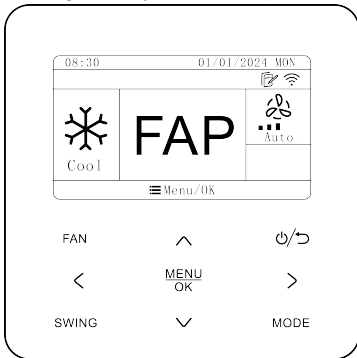 08:30 01/01/2024 MON
FAP
Cool
Auto
Menu/OK
FAN
MENU
OK
SWING
MODE